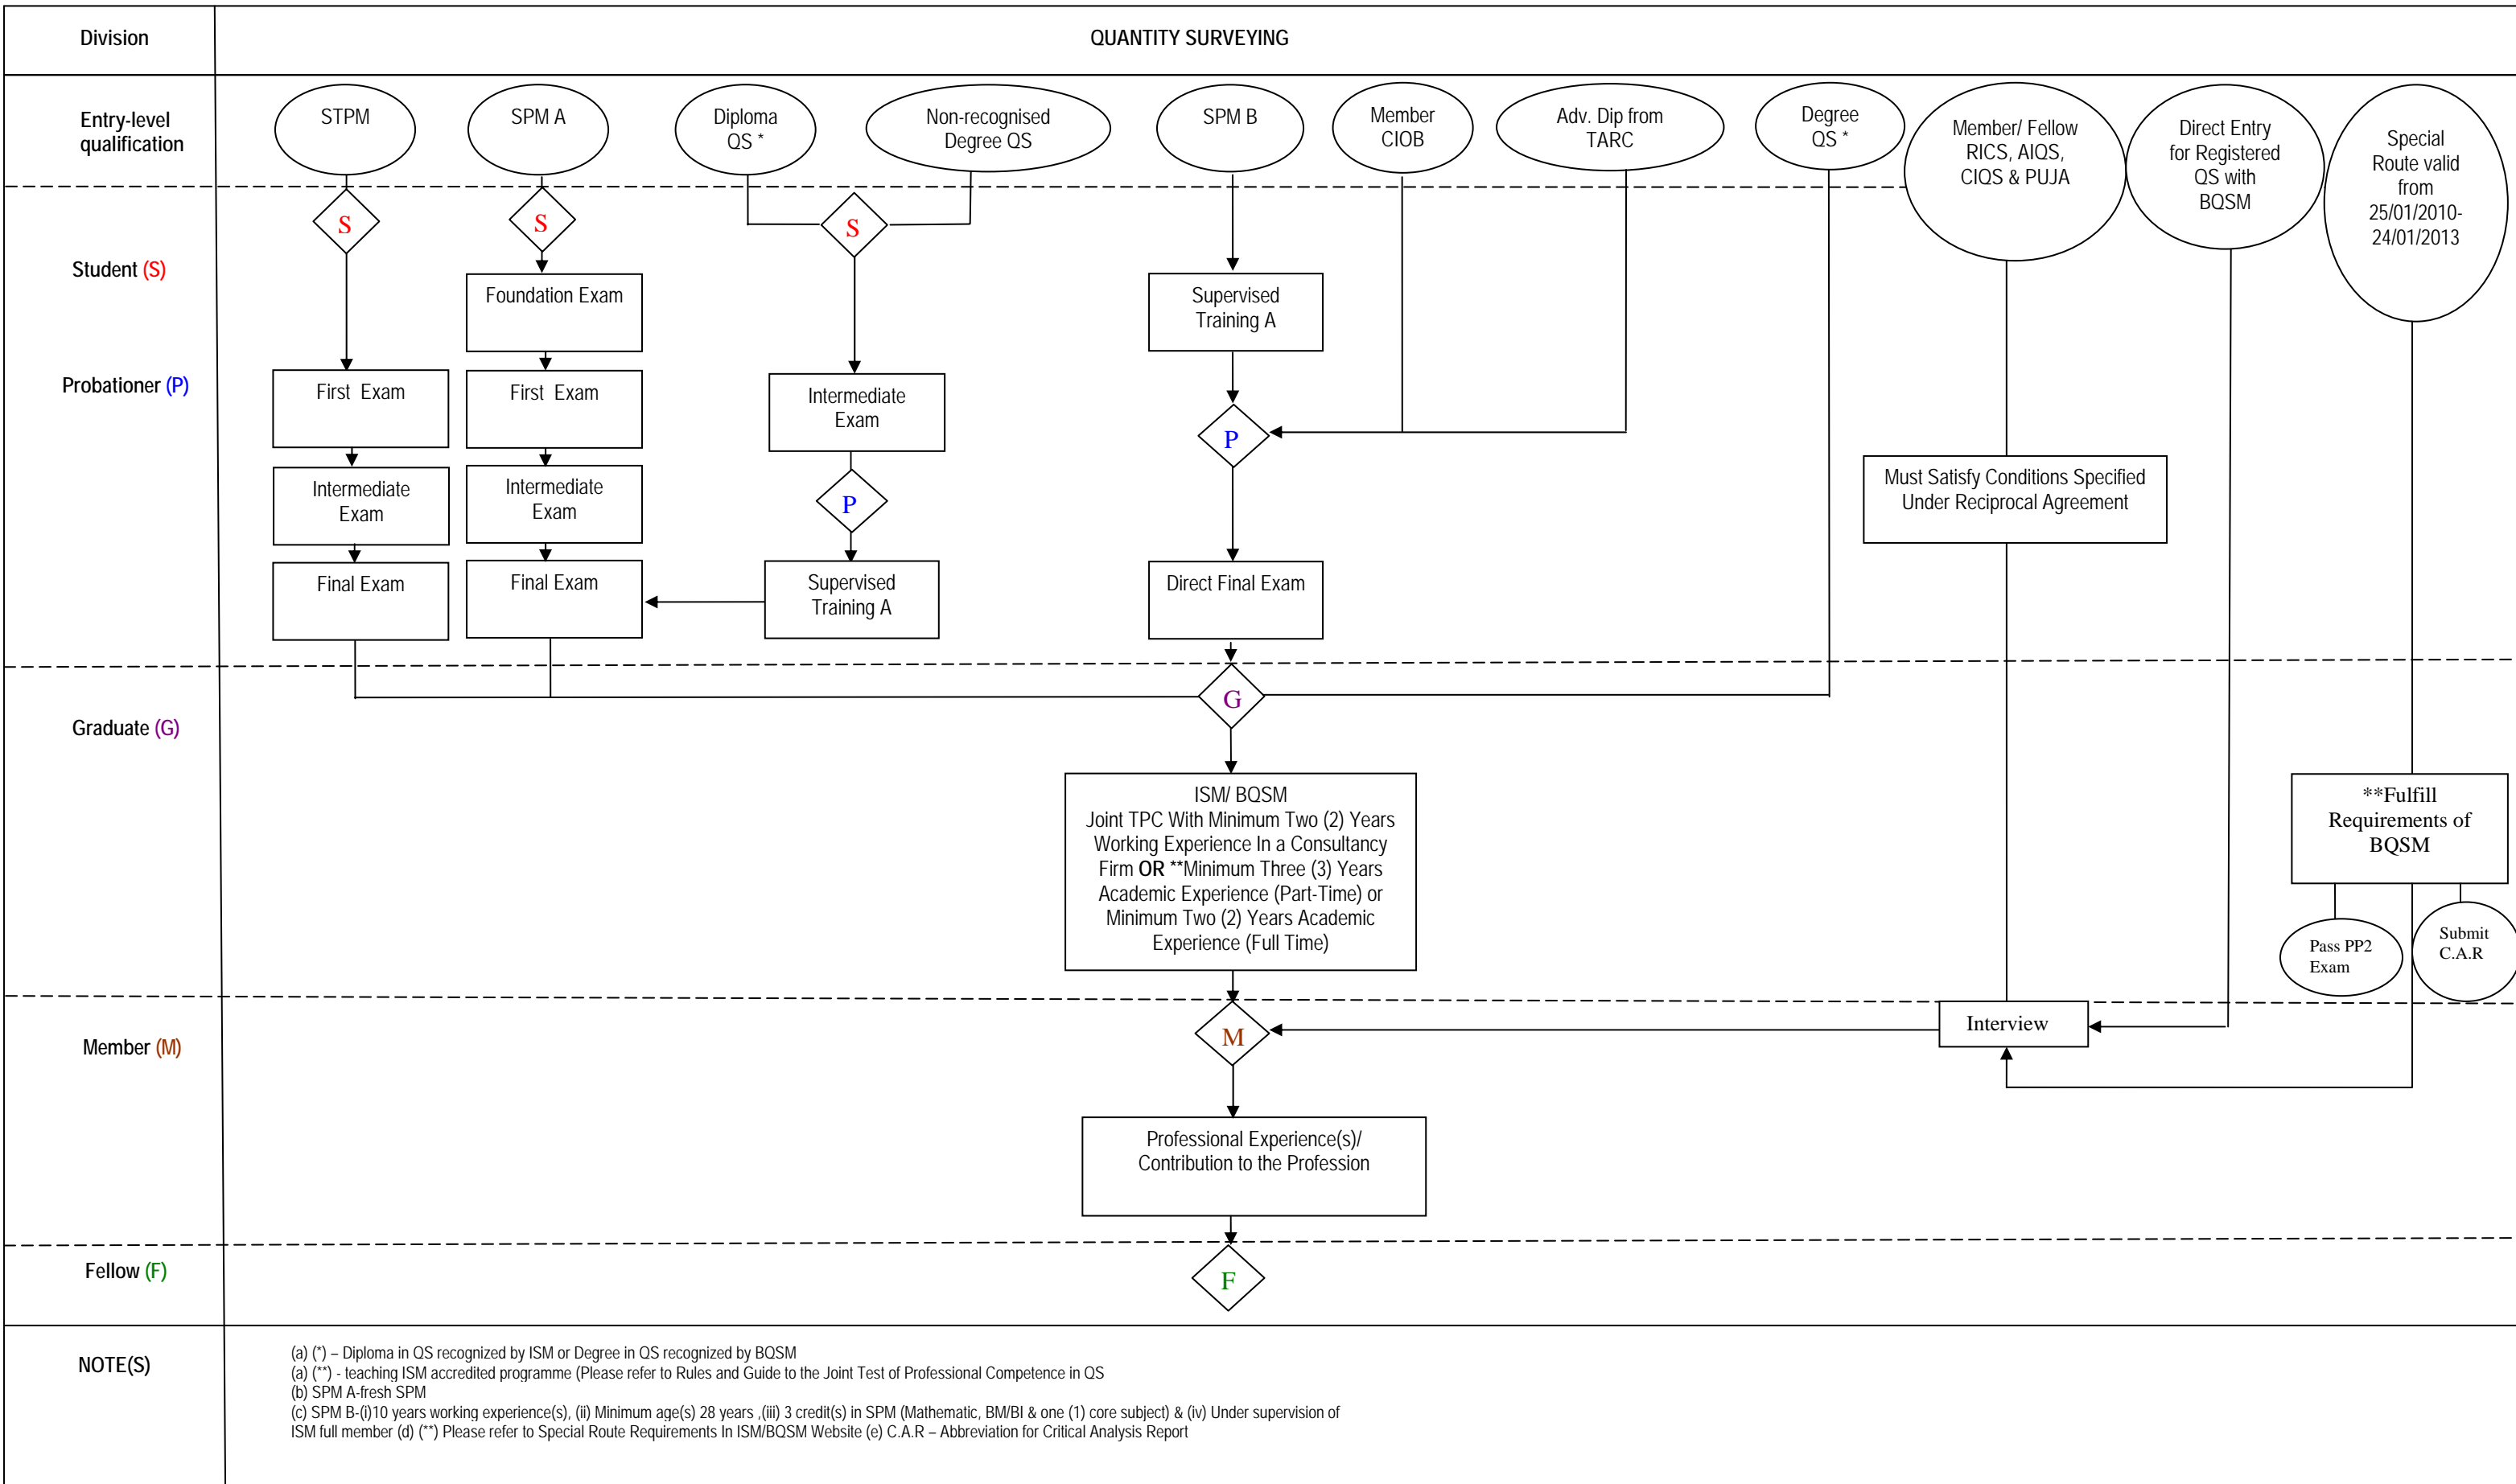 Division
QUANTITY SURVEYING
Entry-level
qualification
STPM
SPM A
Diploma
QS *
Non-recognised
Degree QS
SPM B
Member
CIOB
Adv. Dip from
TARC
Degree
QS *
Member/ Fellow
RICS, AIQS,
CIQS & PUJA
Direct Entry
for Registered
QS with
BQSM
Special
Route valid
from
25/01/2010-
24/01/2013
Student (S)
S
S
S
Foundation Exam
Supervised
Training A
Probationer (P)
First Exam
First Exam
Intermediate
Exam
P
Intermediate
Exam
Intermediate
Exam
P
Must Satisfy Conditions Specified
Under Reciprocal Agreement
Final Exam
Final Exam
Supervised
Training A
Direct Final Exam
Graduate (G)
G
ISM/ BQSM
Joint TPC With Minimum Two (2) Years
Working Experience In a Consultancy
Firm OR **Minimum Three (3) Years
Academic Experience (Part-Time) or
Minimum Two (2) Years Academic
Experience (Full Time)
**Fulfill
Requirements of
BQSM
Pass PP2
Exam
Submit
C.A.R
Member (M)
M
Interview
Professional Experience(s)/
Contribution to the Profession
Fellow (F)
F
NOTE(S)
(a) (*) – Diploma in QS recognized by ISM or Degree in QS recognized by BQSM
(a) (**) - teaching ISM accredited programme (Please refer to Rules and Guide to the Joint Test of Professional Competence in QS
(b) SPM A-fresh SPM
(c) SPM B-(i)10 years working experience(s), (ii) Minimum age(s) 28 years ,(iii) 3 credit(s) in SPM (Mathematic, BM/BI & one (1) core subject) & (iv) Under supervision of
ISM full member (d) (**) Please refer to Special Route Requirements In ISM/BQSM Website (e) C.A.R – Abbreviation for Critical Analysis Report